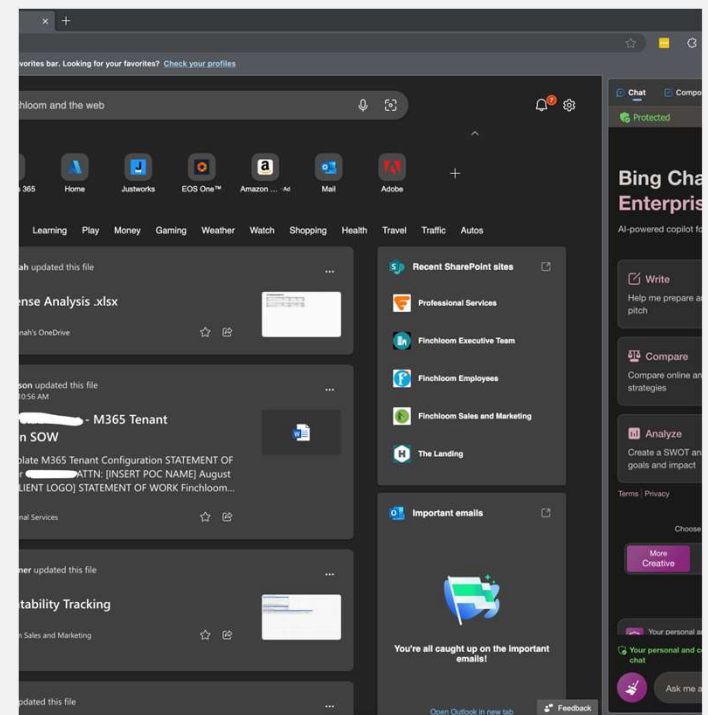 vorites bar. Looking for your favorites? Check your profiles
hloom and the web
7
s 365
Home
Justworks
EOS One™
Amazon ... · Ad
Mail
Adobe
Learning Play Money Gaming Weather Watch Shopping Health Travel Traffic Autos
ah updated this file
ense Analysis .xlsx
nah's OneDrive
son updated this file
10:56 AM
- M365 Tenant
n SOW
plate M365 Tenant Configuration STATEMENT OF
ATTN: [INSERT POC NAME] August
LIENT LOGO] STATEMENT OF WORK Finchloom...
nal Services
ner updated this file
ntability Tracking
n Sales and Marketing
pdated this file
Recent SharePoint sites
Professional Services
Finchloom Executive Team
Finchloom Employees
Finchloom Sales and Marketing
The Landing
Important emails
You're all caught up on the important
emails!
Open Outlook in new tab
Feedback
Chat Compo
Protected
Bing Cha
Enterpris
AI-powered copilot fo
Write
Help me prepare a
pitch
Compare
Compare online an
strategies
Analyze
Create a SWOT an
goals and impact
Terms | Privacy
Choose
More
Creative
Your personal a
Your personal and c
chat
Ask me a